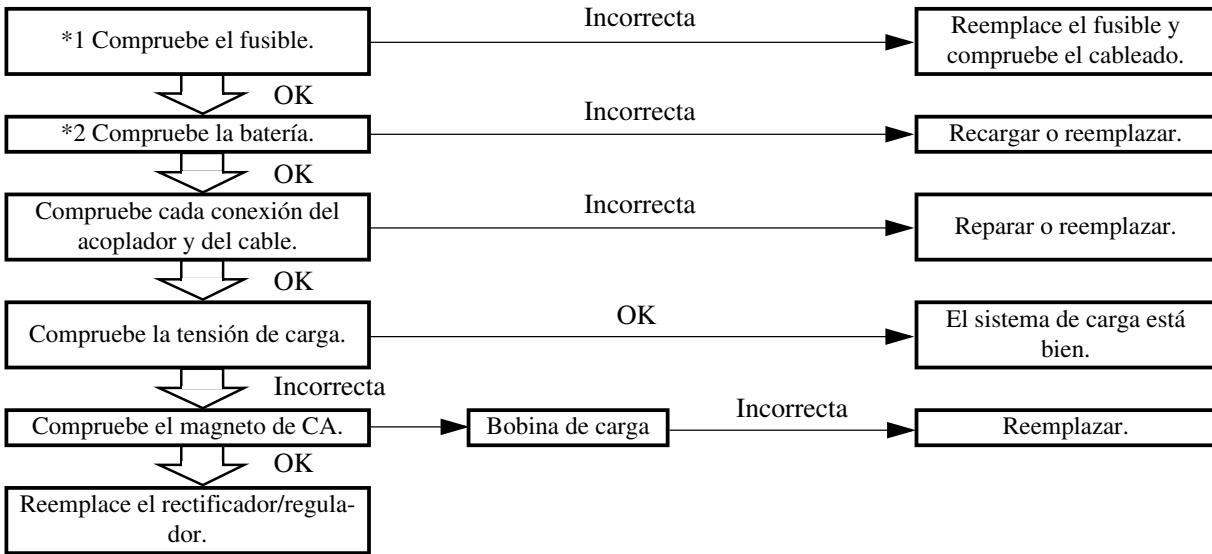 *1 Compruebe el fusible.
Incorrecta
Reemplace el fusible y
compruebe el cableado.
OK
*2 Compruebe la batería.
Incorrecta
Recargar o reemplazar.
OK
Compruebe cada conexión del
acoplador y del cable.
Incorrecta
Reparar o reemplazar.
OK
Compruebe la tensión de carga.
OK
El sistema de carga está
bien.
Incorrecta
Compruebe el magneto de CA.
Bobina de carga
Incorrecta
Reemplazar.
OK
Reemplace el rectificador/regula-
dor.